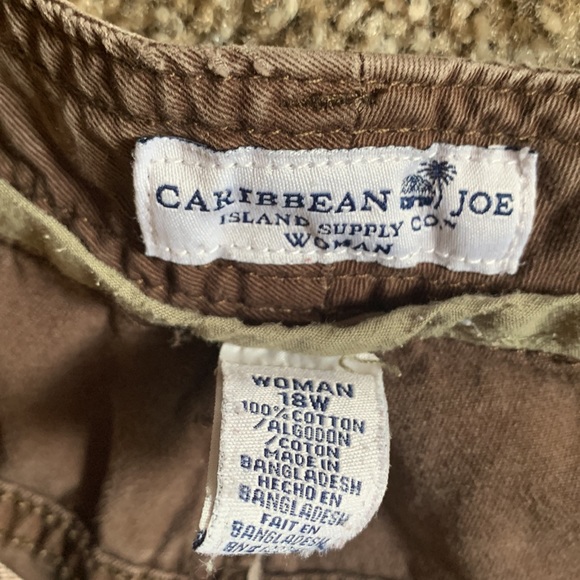 CARIBBEAN JOE
ISLAND SUPPLY CO.
WOMAN
WOMAN
18W
100% COTTON
/ALGODON
/COTON
MADE IN
BANGLADESH
HECHO EN
BANGLADESH
FAIT EN
BANGLADESH